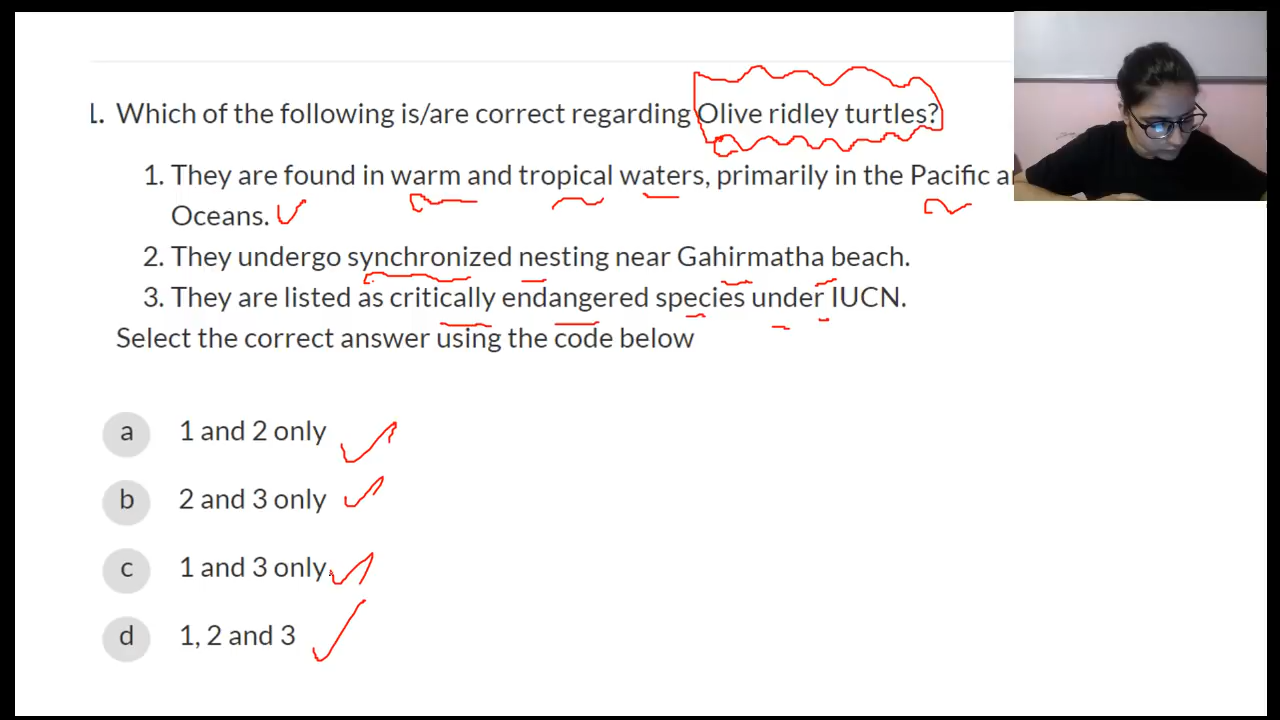 1. Which of the following is/are correct regarding Olive ridley turtles?
1. They are found in warm and tropical waters, primarily in the Pacific
Oceans.
2. They undergo synchronized nesting near Gahirmatha beach.
3. They are listed as critically endangered species under IUCN.
Select the correct answer using the code below
a 1 and 2 only
b 2 and 3 only
c 1 and 3 only
d 1, 2 and 3